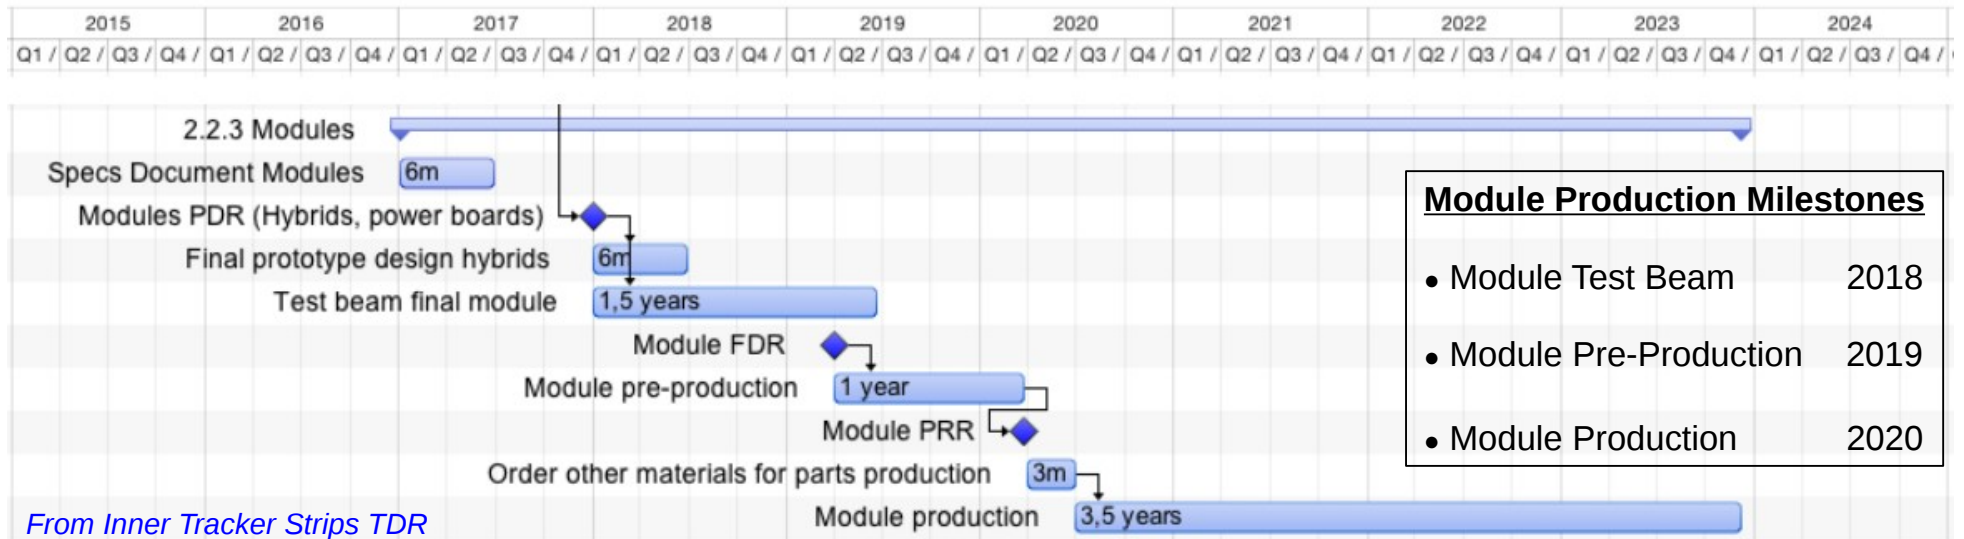 2015 2016 2017 2018 2019 2020 2021 2022 2023 2024
Q1 / Q2 / Q3 / Q4 / Q1 / Q2 / Q3 / Q4 / Q1 / Q2 / Q3 / Q4 / Q1 / Q2 / Q3 / Q4 / Q1 / Q2 / Q3 / Q4 / Q1 / Q2 / Q3 / Q4 / Q1 / Q2 / Q3 / Q4 / Q1 / Q2 / Q3 / Q4 / Q1 / Q2 / Q3 / Q4 / Q1 / Q2 / Q3 / Q4 /
2.2.3 Modules
Specs Document Modules 6m
Modules PDR (Hybrids, power boards)
Final prototype design hybrids 6m
Test beam final module 1,5 years
Module FDR
Module pre-production 1 year
Module PRR
Order other materials for parts production 3m
Module production 3,5 years
Module Production Milestones
• Module Test Beam 2018
• Module Pre-Production 2019
• Module Production 2020
From Inner Tracker Strips TDR